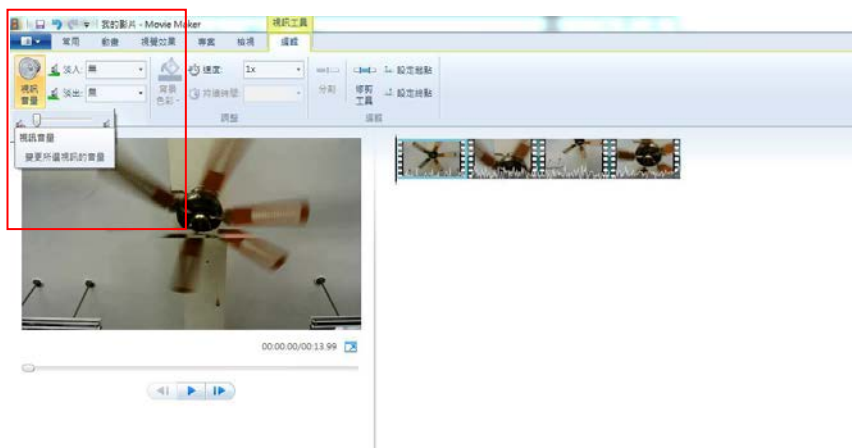 我的影片 - Movie Maker
視訊工具
常用 動畫 視覺效果 專案 檢視 編輯
視訊音量
淡入: 無
淡出: 無
背景色彩
速度: 1x
持續時間:
分割
修剪工具
設定起點
設定終點
調整
編輯
視訊音量
變更所選視訊的音量
00:00.00/00:13.99